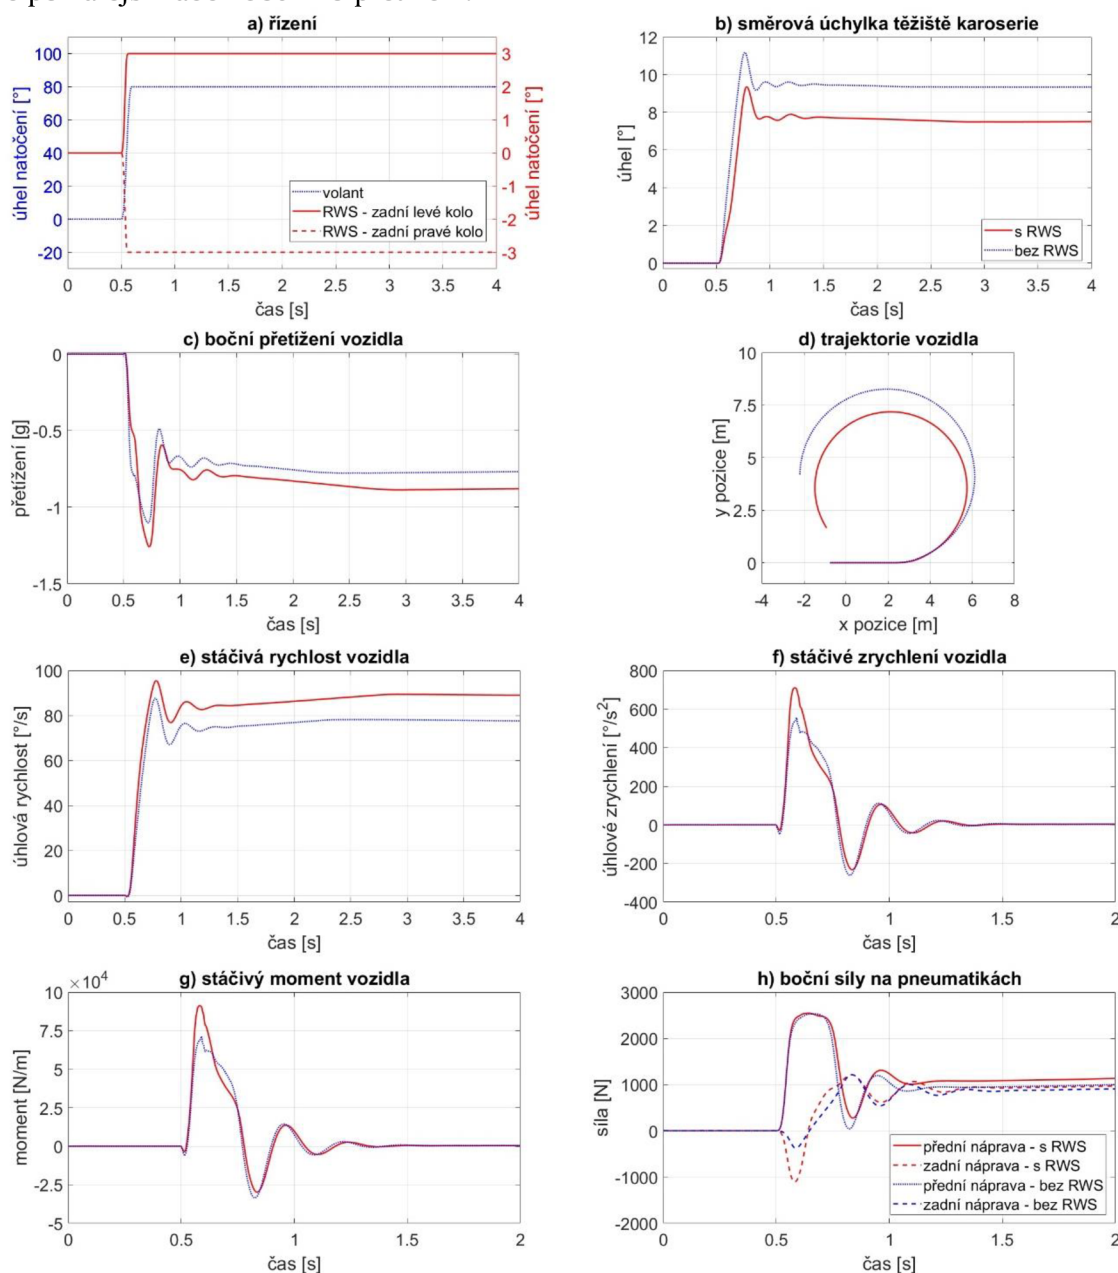 a) řízení
100
80
60
40
20
0
-20
úhel natočení [°]
3
2
1
0
-1
-2
-3
úhel natočení [°]
volant
RWS - zadní levé kolo
RWS - zadní pravé kolo
0 0.5 1 1.5 2 2.5 3 3.5 4
čas [s]
b) směrová úchylka těžiště karoserie
12
10
8
6
4
2
0
úhel [°]
s RWS
bez RWS
0 0.5 1 1.5 2 2.5 3 3.5 4
čas [s]
c) boční přetížení vozidla
0
-0.5
-1
-1.5
přetížení [g]
0 0.5 1 1.5 2 2.5 3 3.5 4
čas [s]
d) trajektorie vozidla
10
7.5
5
2.5
0
y pozice [m]
-4 -2 0 2 4 6 8
x pozice [m]
e) stáčivá rychlost vozidla
100
80
60
40
20
0
úhlová rychlost [°/s]
0 0.5 1 1.5 2 2.5 3 3.5 4
čas [s]
f) stáčivé zrychlení vozidla
800
600
400
200
0
-200
-400
úhlové zrychlení [°/s²]
0 0.5 1 1.5 2
čas [s]
g) stáčivý moment vozidla
×10⁴
10
7.5
5
2.5
0
-2.5
-5
moment [N/m]
0 0.5 1 1.5 2
čas [s]
h) boční síly na pneumatikách
3000
2000
1000
0
-1000
-2000
síla [N]
přední náprava - s RWS
zadní náprava - s RWS
přední náprava - bez RWS
zadní náprava - bez RWS
0 0.5 1 1.5 2
čas [s]